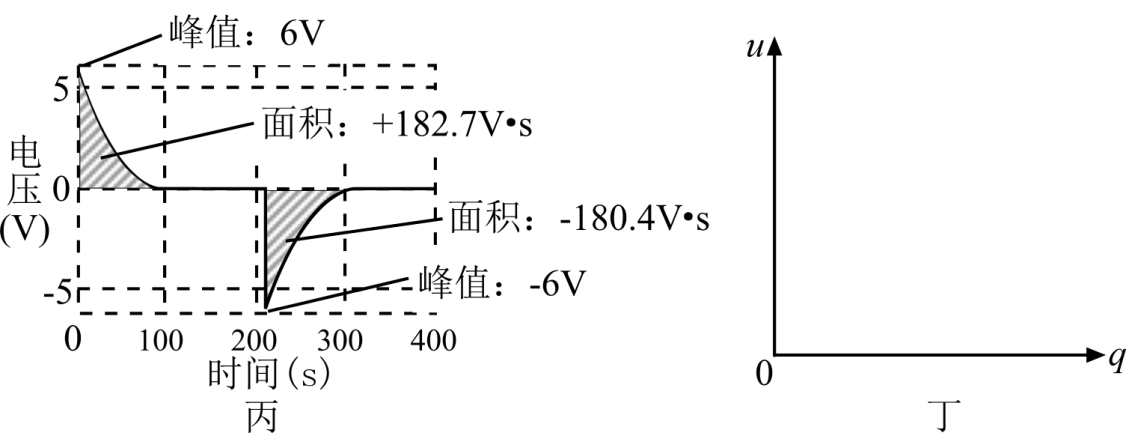 峰值：6V
5
面积：+182.7V•s
电压(V)
0
面积：-180.4V•s
-5
峰值：-6V
0 100 200 300 400
时间(s)
丙
u
0
q
丁